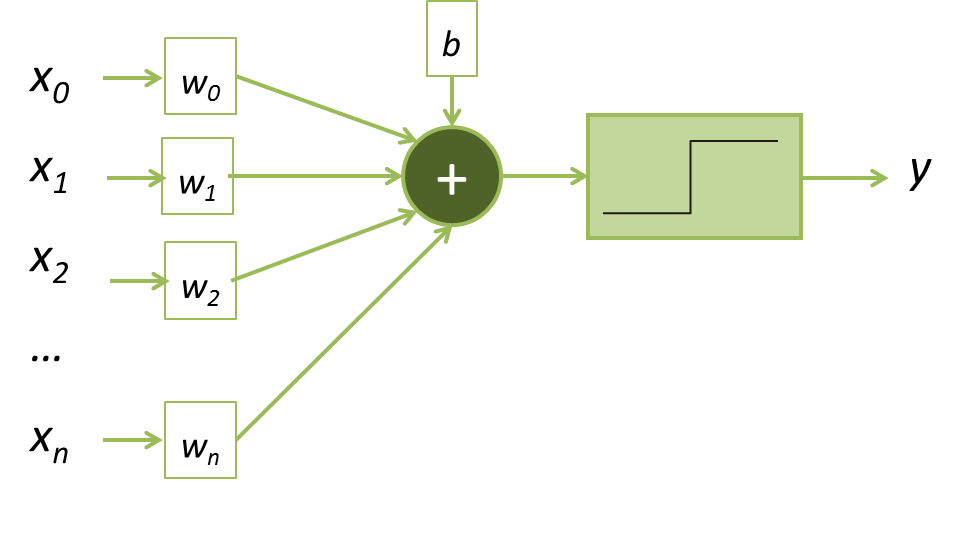 b
x₀ w₀
x₁ w₁ + y
x₂ w₂
...
xₙ wₙ